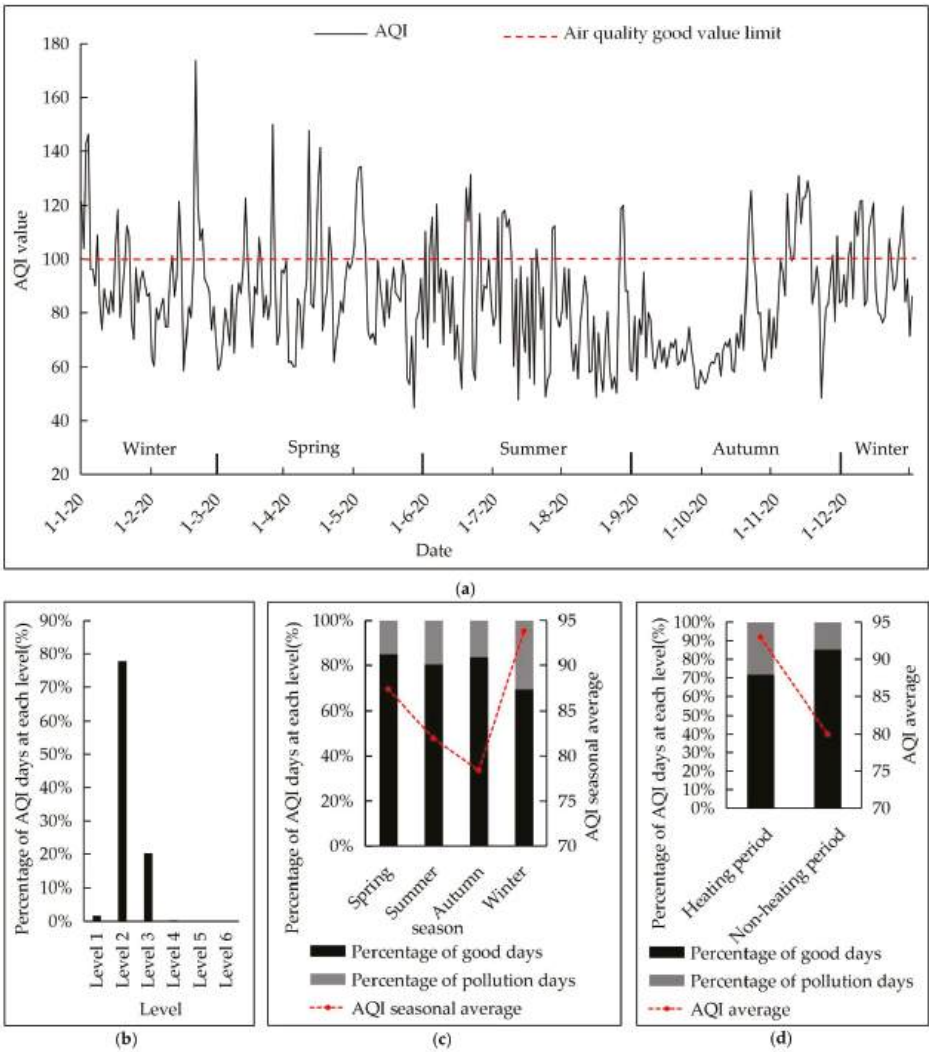 AQI
Air quality good value limit
180
160
140
120
100
80
60
40
20
AQI value
Winter
Spring
Summer
Autumn
Winter
1-1-20
1-2-20
1-3-20
1-4-20
1-5-20
1-6-20
1-7-20
1-8-20
1-9-20
1-10-20
1-11-20
1-12-20
Date
(a)
Percentage of AQI days at each level(%)
90%
80%
70%
60%
50%
40%
30%
20%
10%
0%
Level 1
Level 2
Level 3
Level 4
Level 5
Level 6
Level
(b)
Percentage of AQI days at each level(%)
100%
80%
60%
40%
20%
0%
95
90
85
80
75
70
AQI seasonal average
Spring
Summer
Autumn
Winter
season
Percentage of good days
Percentage of pollution days
AQI seasonal average
(c)
Percentage of AQI days at each level(%)
100%
90%
80%
70%
60%
50%
40%
30%
20%
10%
0%
95
90
85
80
75
70
AQI average
Heating period
Non-heating period
Percentage of good days
Percentage of pollution days
AQI average
(d)